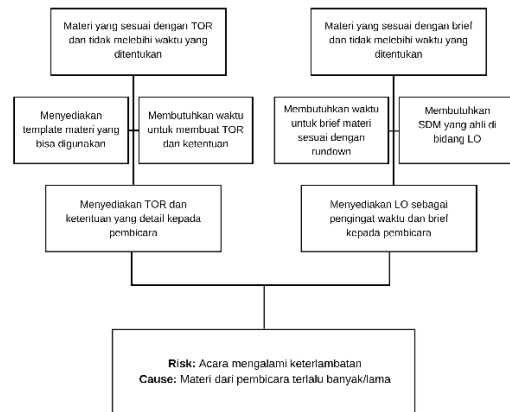 Materi yang sesuai dengan TOR
dan tidak melebihi waktu yang
ditentukan
Materi yang sesuai dengan brief
dan tidak melebihi waktu yang
ditentukan
Menyediakan
template materi yang
bisa digunakan
Membutuhkan waktu
untuk membuat TOR
dan ketentuan
Membutuhkan waktu
untuk brief materi
sesuai dengan
rundown
Membutuhkan
SDM yang ahli di
bidang LO
Menyediakan TOR dan
ketentuan yang detail kepada
pembicara
Menyediakan LO sebagai
pengingat waktu dan brief
kepada pembicara
Risk: Acara mengalami keterlambatan
Cause: Materi dari pembicara terlalu banyak/lama